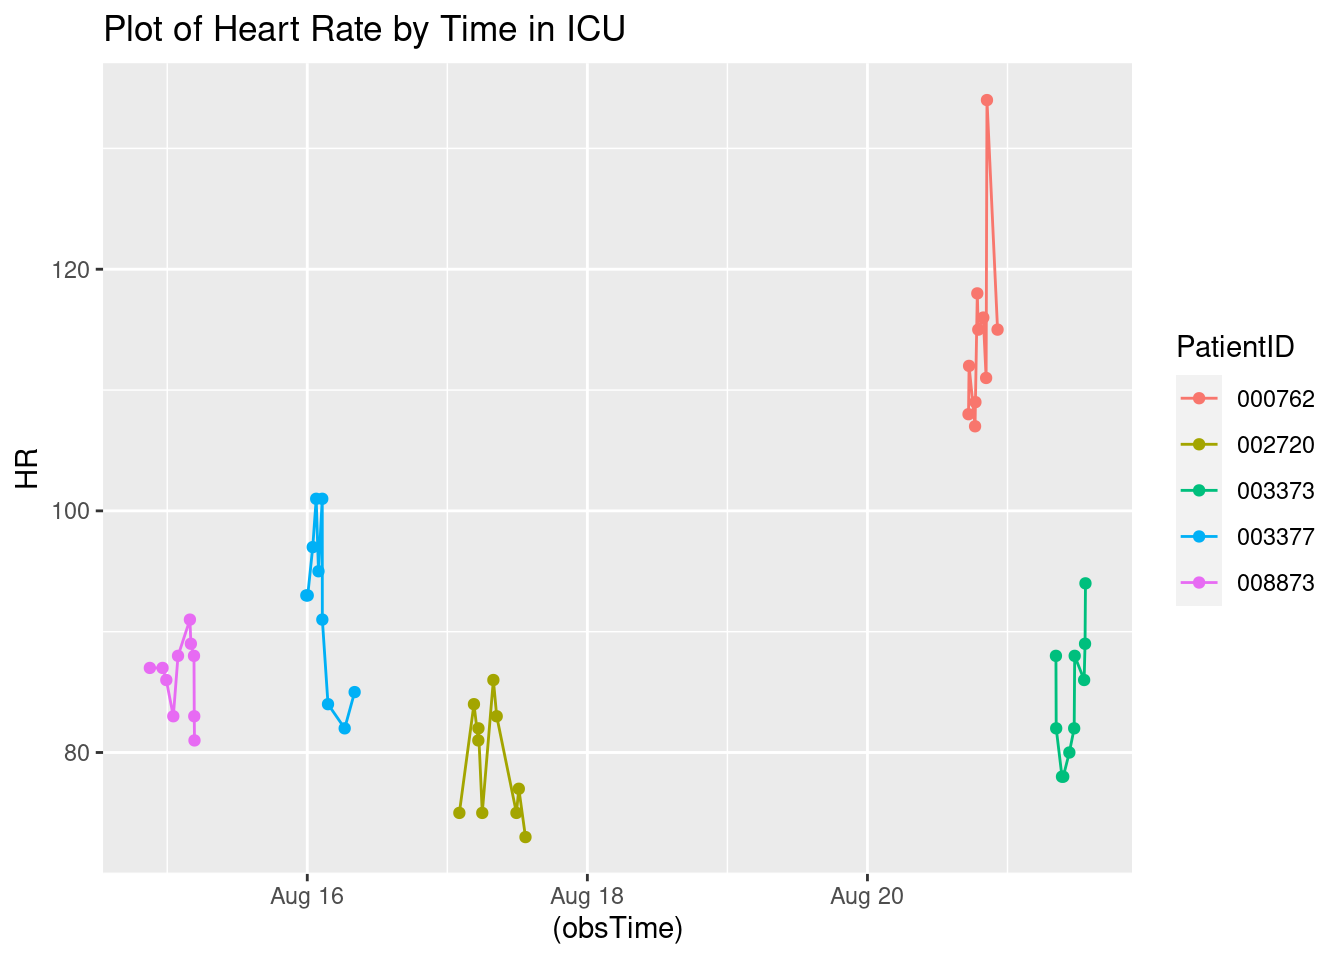 Plot of Heart Rate by Time in ICU
HR
120
100
80
Aug 16
Aug 18
Aug 20
(obsTime)
PatientID
000762
002720
003373
003377
008873